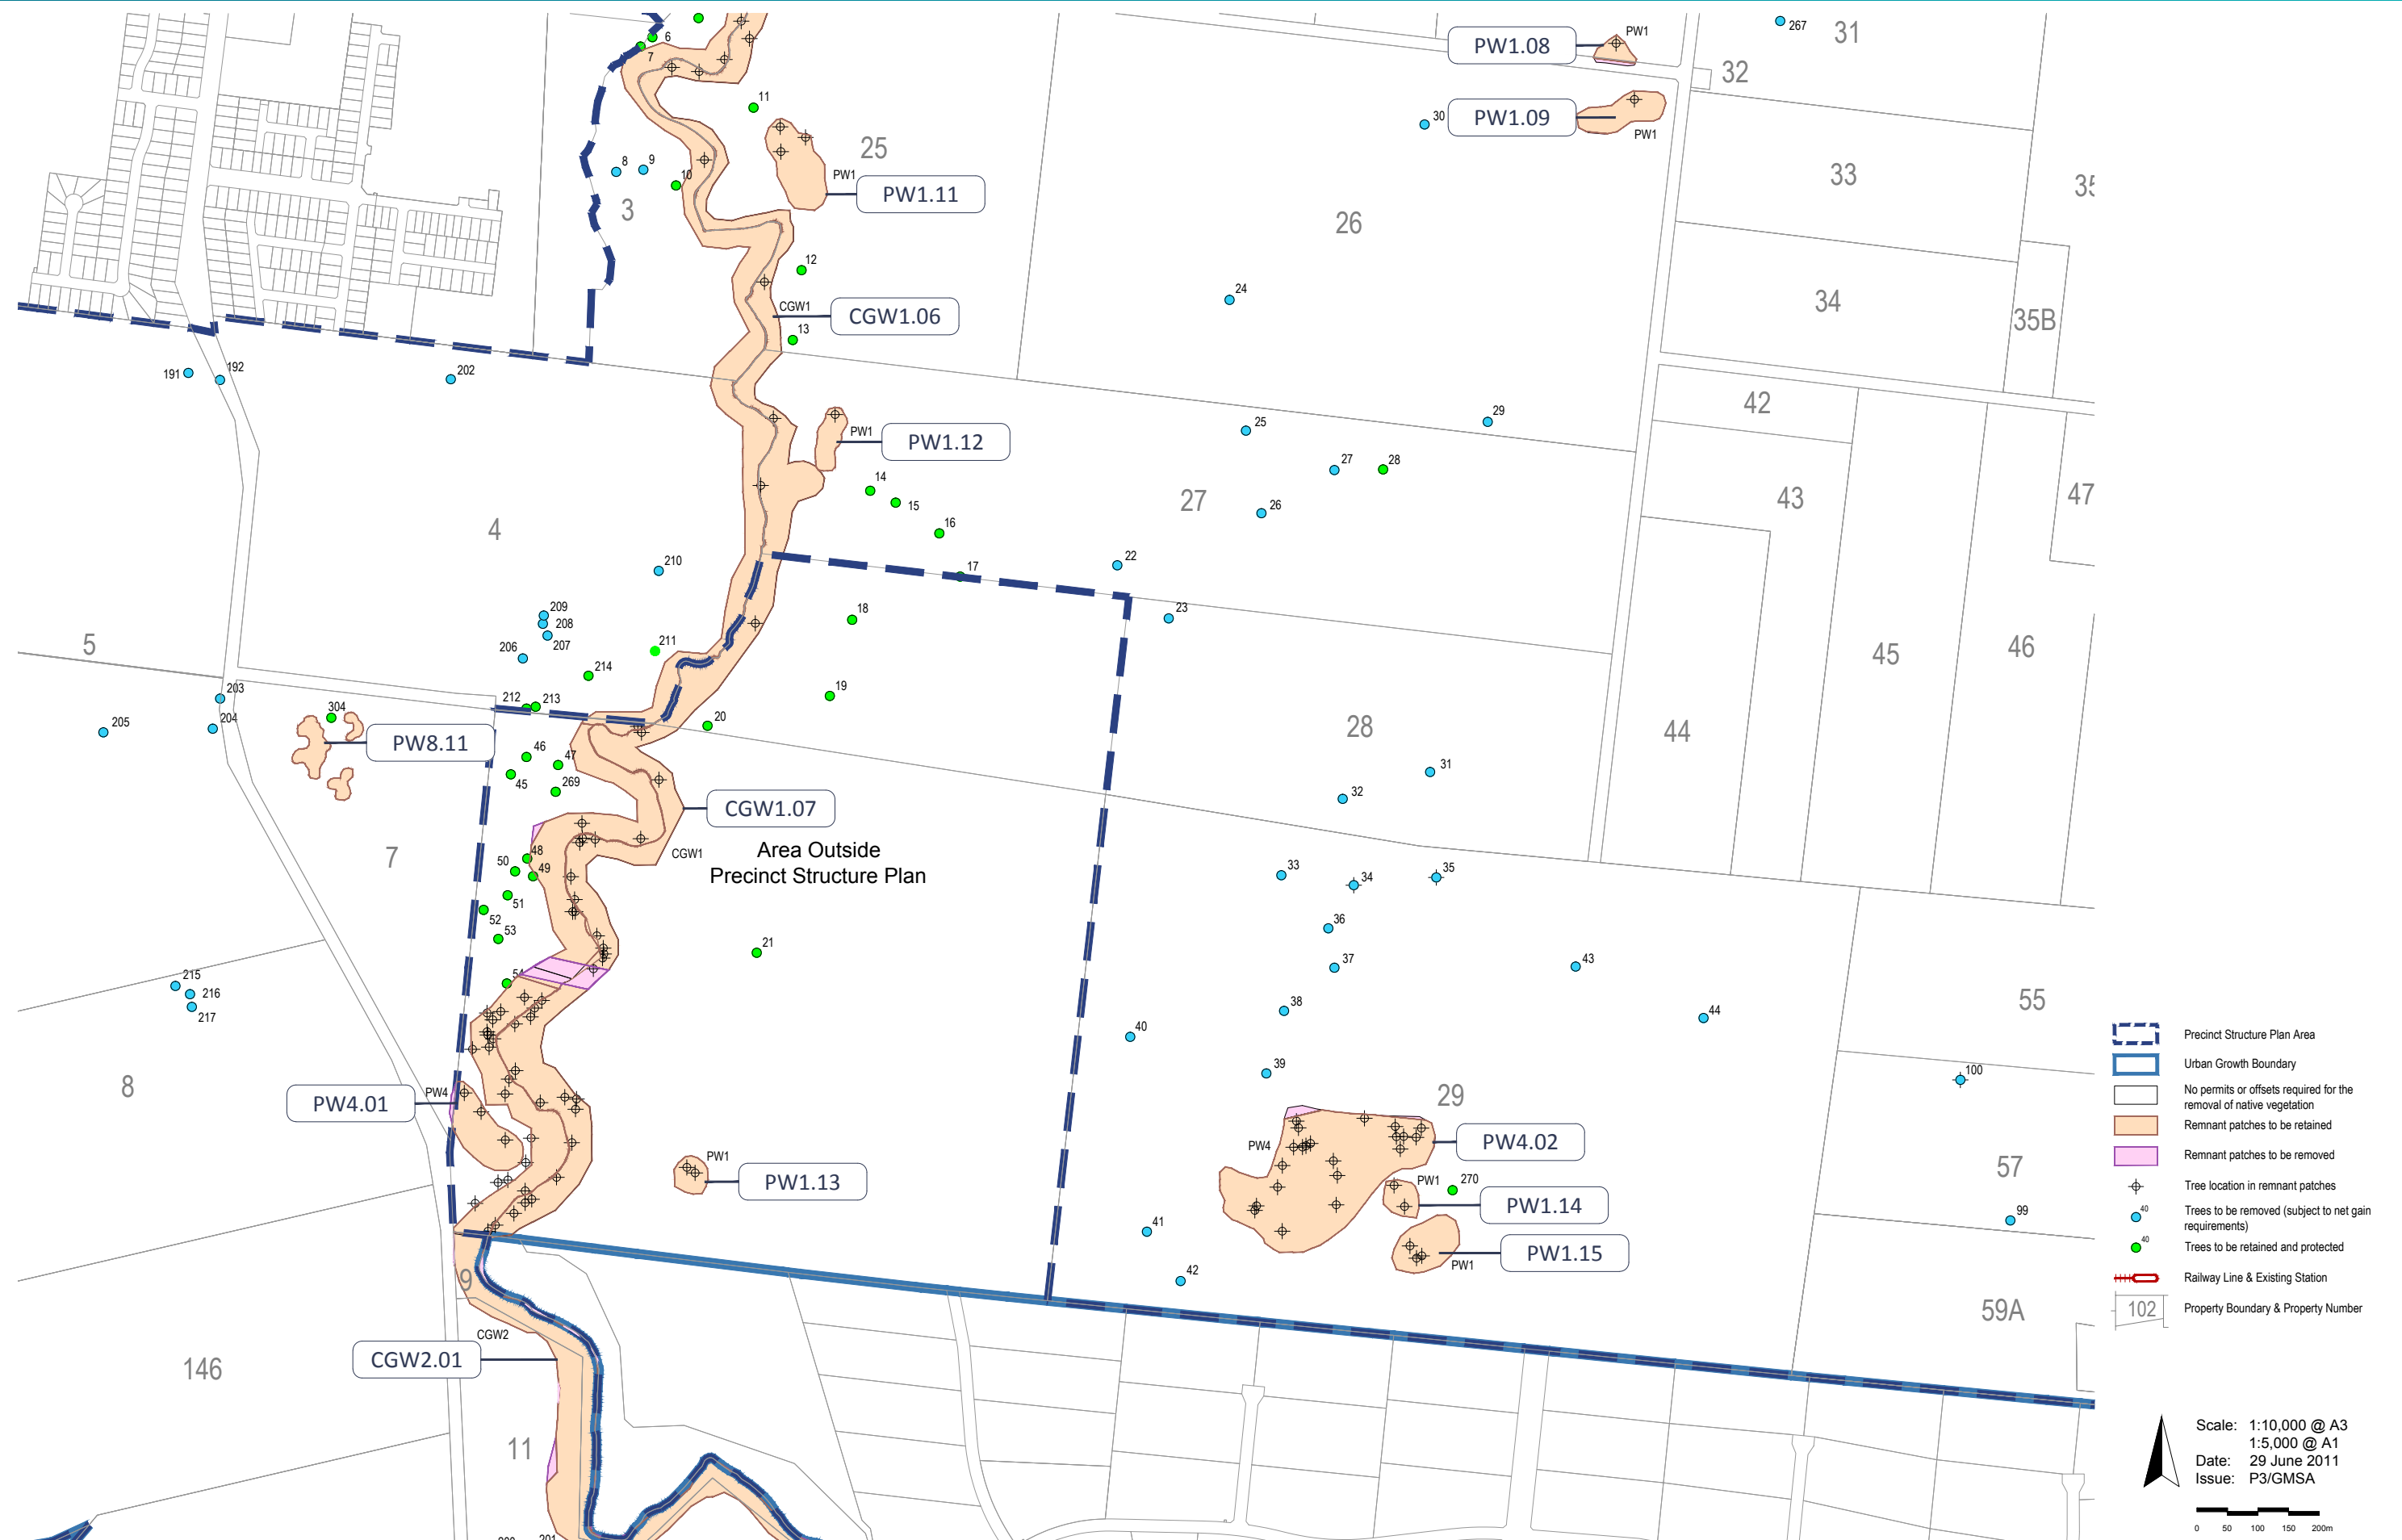 6
7
PW1
PW1.08
267
31
32
11
30
PW1.09
PW1
25
8
9
10
PW1
PW1.11
33
35
3
26
12
24
34
35B
CGW1
CGW1.06
13
191
192
202
42
29
25
PW1
PW1.12
27
28
14
15
26
27
43
47
16
4
210
22
17
209
208
207
206
18
23
5
211
214
45
46
203
212
213
19
204
205
304
20
28
44
PW8.11
46
47
45
269
31
32
CGW1.07
7
CGW1
Area Outside
Precinct Structure Plan
48
50
49
33
34
35
51
52
53
36
21
54
37
43
215
216
217
38
44
55
40
39
100
8
PW4
PW4.01
29
PW4
PW4.02
PW1
PW1.13
PW1
270
PW1.14
57
41
99
PW1.15
PW1
9
42
59A
CGW2
CGW2.01
146
11
201
Precinct Structure Plan Area
Urban Growth Boundary
No permits or offsets required for the
removal of native vegetation
Remnant patches to be retained
Remnant patches to be removed
Tree location in remnant patches
40
Trees to be removed (subject to net gain
requirements)
40
Trees to be retained and protected
Railway Line & Existing Station
102
Property Boundary & Property Number
Scale: 1:10,000 @ A3
1:5,000 @ A1
Date: 29 June 2011
Issue: P3/GMSA
0 50 100 150 200m